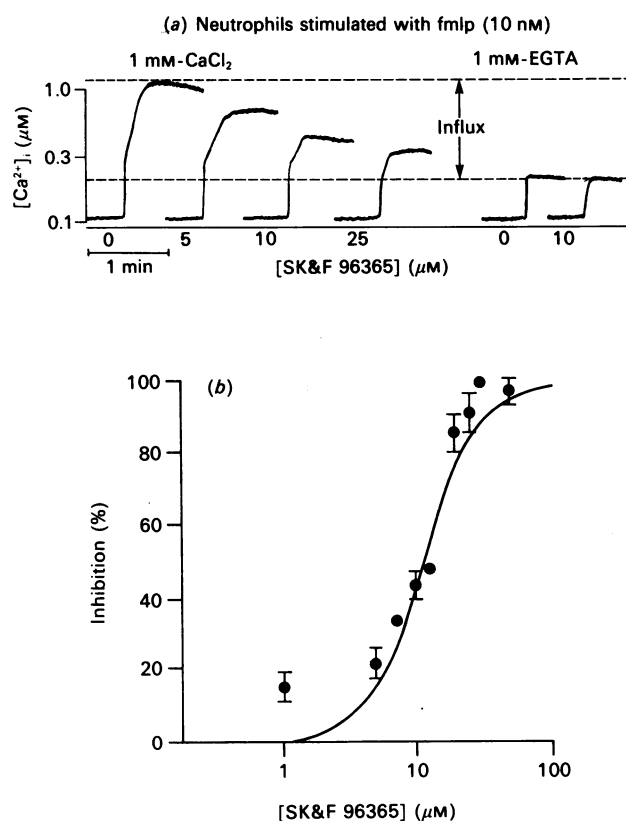 (a) Neutrophils stimulated with fmlp (10 nM)
1 mM-CaCl₂
1 mM-EGTA
[Ca²⁺]ᵢ (μM)
1.0
0.3
0.1
Influx
0 5 10 25 0 10
1 min
[SK&F 96365] (μM)
(b)
Inhibition (%)
100
80
60
40
20
0
1 10 100
[SK&F 96365] (μM)